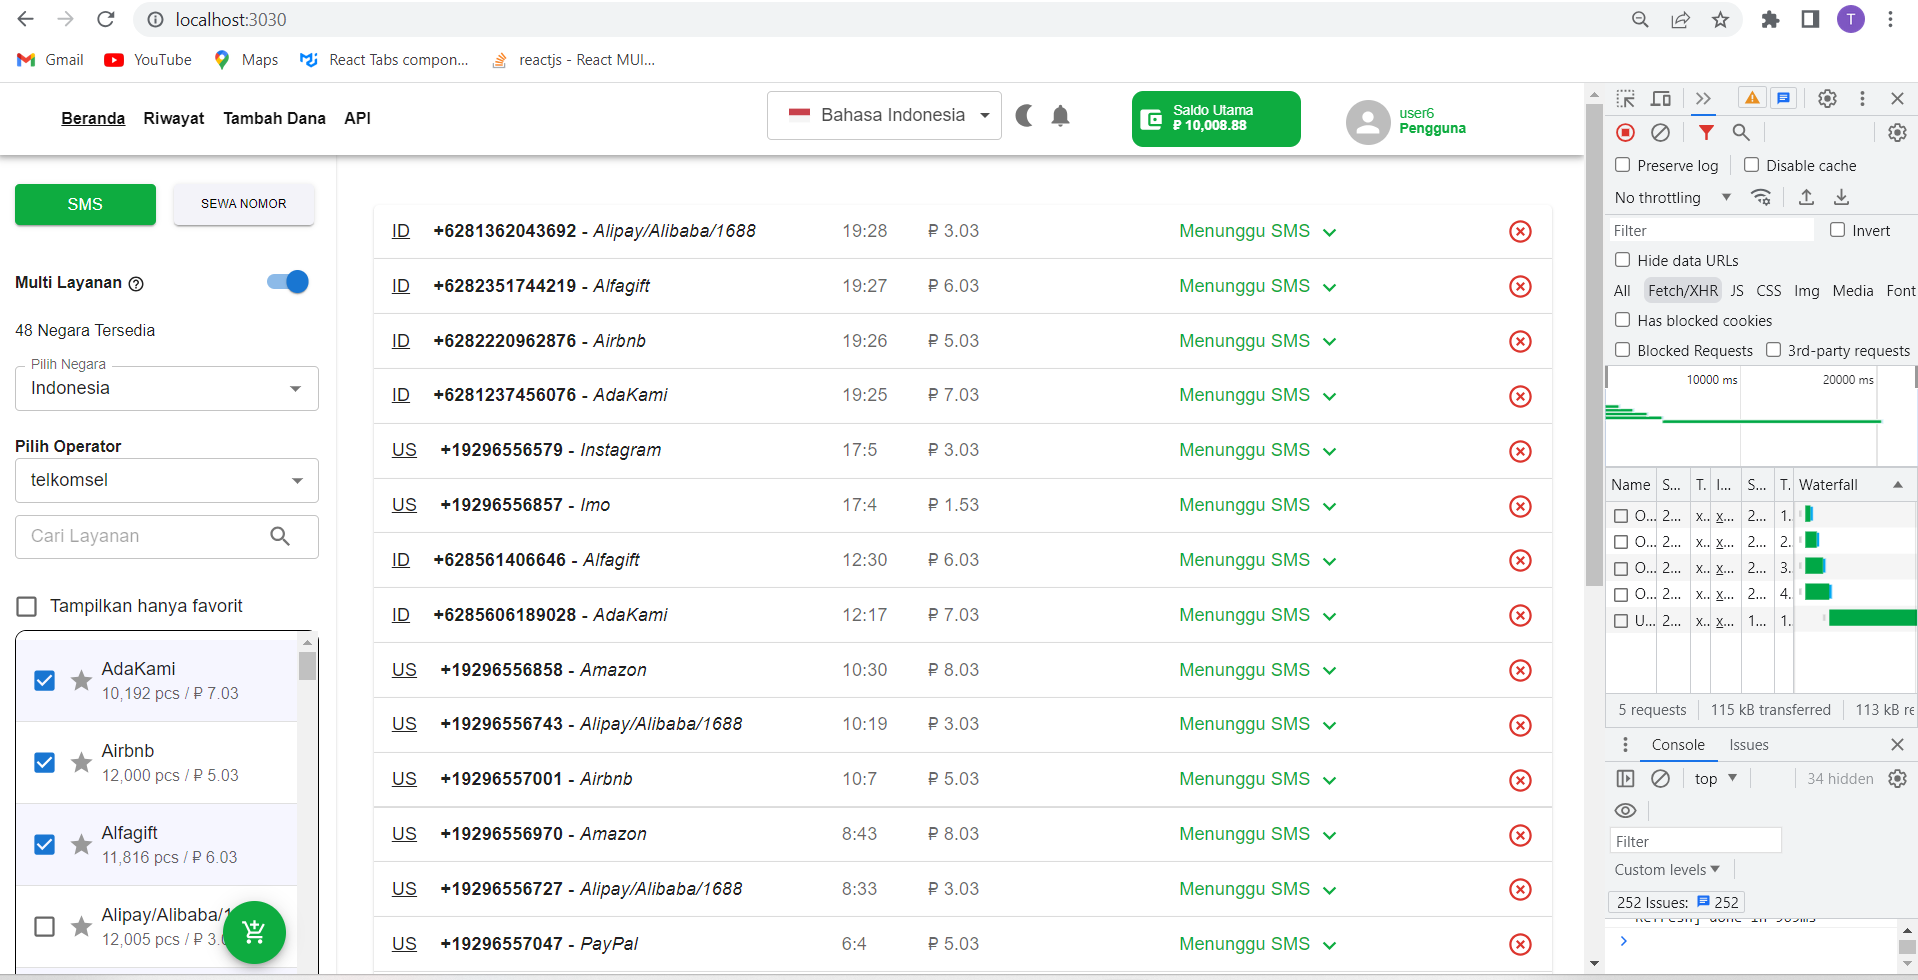 localhost:3030
T
Gmail YouTube Maps React Tabs compon... reactjs - React MUI...
Beranda Riwayat Tambah Dana API
Bahasa Indonesia
Saldo Utama
₽ 10,008.88
user6
Pengguna
SMS SEWA NOMOR
Multi Layanan
48 Negara Tersedia
Pilih Negara
Indonesia
Pilih Operator
telkomsel
Cari Layanan
Tampilkan hanya favorit
AdaKami
10,192 pcs / ₽ 7.03
Airbnb
12,000 pcs / ₽ 5.03
Alfagift
11,816 pcs / ₽ 6.03
Alipay/Alibaba/1
12,005 pcs / ₽ 3.
ID +6281362043692 - Alipay/Alibaba/1688 19:28 ₽ 3.03 Menunggu SMS
ID +6282351744219 - Alfagift 19:27 ₽ 6.03 Menunggu SMS
ID +6282220962876 - Airbnb 19:26 ₽ 5.03 Menunggu SMS
ID +6281237456076 - AdaKami 19:25 ₽ 7.03 Menunggu SMS
US +19296556579 - Instagram 17:5 ₽ 3.03 Menunggu SMS
US +19296556857 - Imo 17:4 ₽ 1.53 Menunggu SMS
ID +628561406646 - Alfagift 12:30 ₽ 6.03 Menunggu SMS
ID +6285606189028 - AdaKami 12:17 ₽ 7.03 Menunggu SMS
US +19296556858 - Amazon 10:30 ₽ 8.03 Menunggu SMS
US +19296556743 - Alipay/Alibaba/1688 10:19 ₽ 3.03 Menunggu SMS
US +19296557001 - Airbnb 10:7 ₽ 5.03 Menunggu SMS
US +19296556970 - Amazon 8:43 ₽ 8.03 Menunggu SMS
US +19296556727 - Alipay/Alibaba/1688 8:33 ₽ 3.03 Menunggu SMS
US +19296557047 - PayPal 6:4 ₽ 5.03 Menunggu SMS
Preserve log Disable cache
No throttling
Filter Invert
Hide data URLs
All Fetch/XHR JS CSS Img Media Font
Has blocked cookies
Blocked Requests 3rd-party requests
10000 ms 20000 ms
Name S... T. I... S... T. Waterfall
O... 2... x.. x... 2... 1..
O... 2... x.. x... 2... 2..
O... 2... x.. x... 2... 3..
O... 2... x.. x... 2... 4..
U... 2... x.. x... 1... 1..
5 requests 115 kB transferred 113 kB re
Console Issues
top 34 hidden
Filter
Custom levels
252 Issues: 252